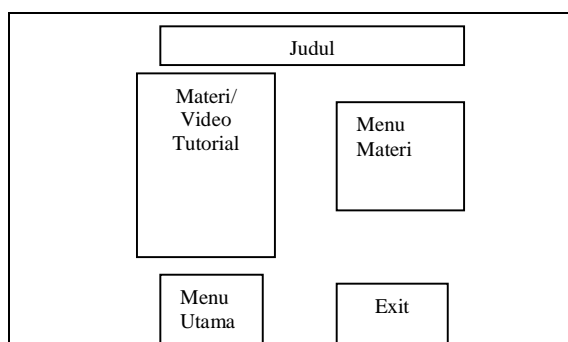 Judul
Materi/
Video
Tutorial
Menu
Materi
Menu
Utama
Exit